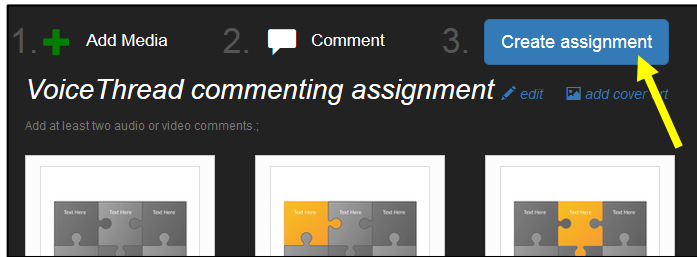 1. Add Media 2. Comment 3. Create assignment
VoiceThread commenting assignment edit add cover art
Add at least two audio or video comments.;
Text Here Text Here Text Here Text Here Text Here Text Here Text Here Text Here Text Here